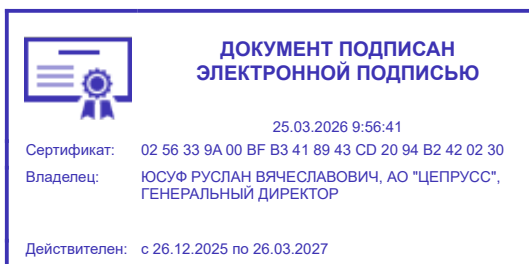 ДОКУМЕНТ ПОДПИСАН
ЭЛЕКТРОННОЙ ПОДПИСЬЮ
25.03.2026 9:56:41
Сертификат: 02 56 33 9A 00 BF B3 41 89 43 CD 20 94 B2 42 02 30
Владелец: ЮСУФ РУСЛАН ВЯЧЕСЛАВОВИЧ, АО "ЦЕПРУСС",
ГЕНЕРАЛЬНЫЙ ДИРЕКТОР
Действителен: с 26.12.2025 по 26.03.2027